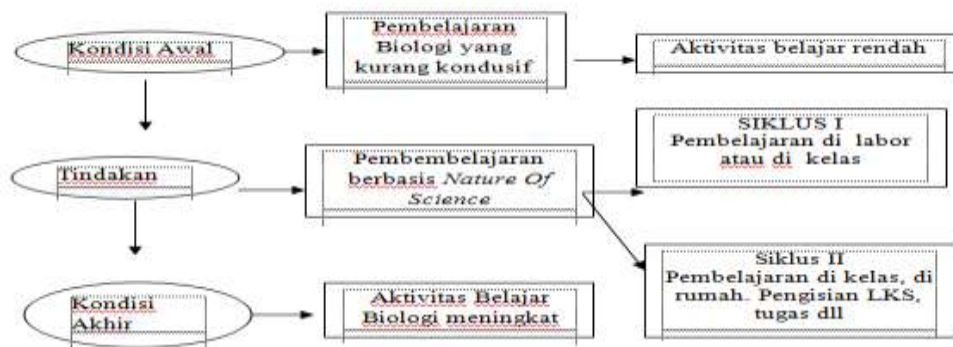 Kondisi Awal
Pembelajaran
Biologi yang
kurang kondusif
Aktivitas belajar rendah
Tindakan
Pembembelajaran
berbasis Nature Of
Science
SIKLUS I
Pembelajaran di labor
atau di kelas
Siklus II
Pembelajaran di kelas, di
rumah. Pengisian LKS,
tugas dll
Kondisi
Akhir
Aktivitas Belajar
Biologi meningkat